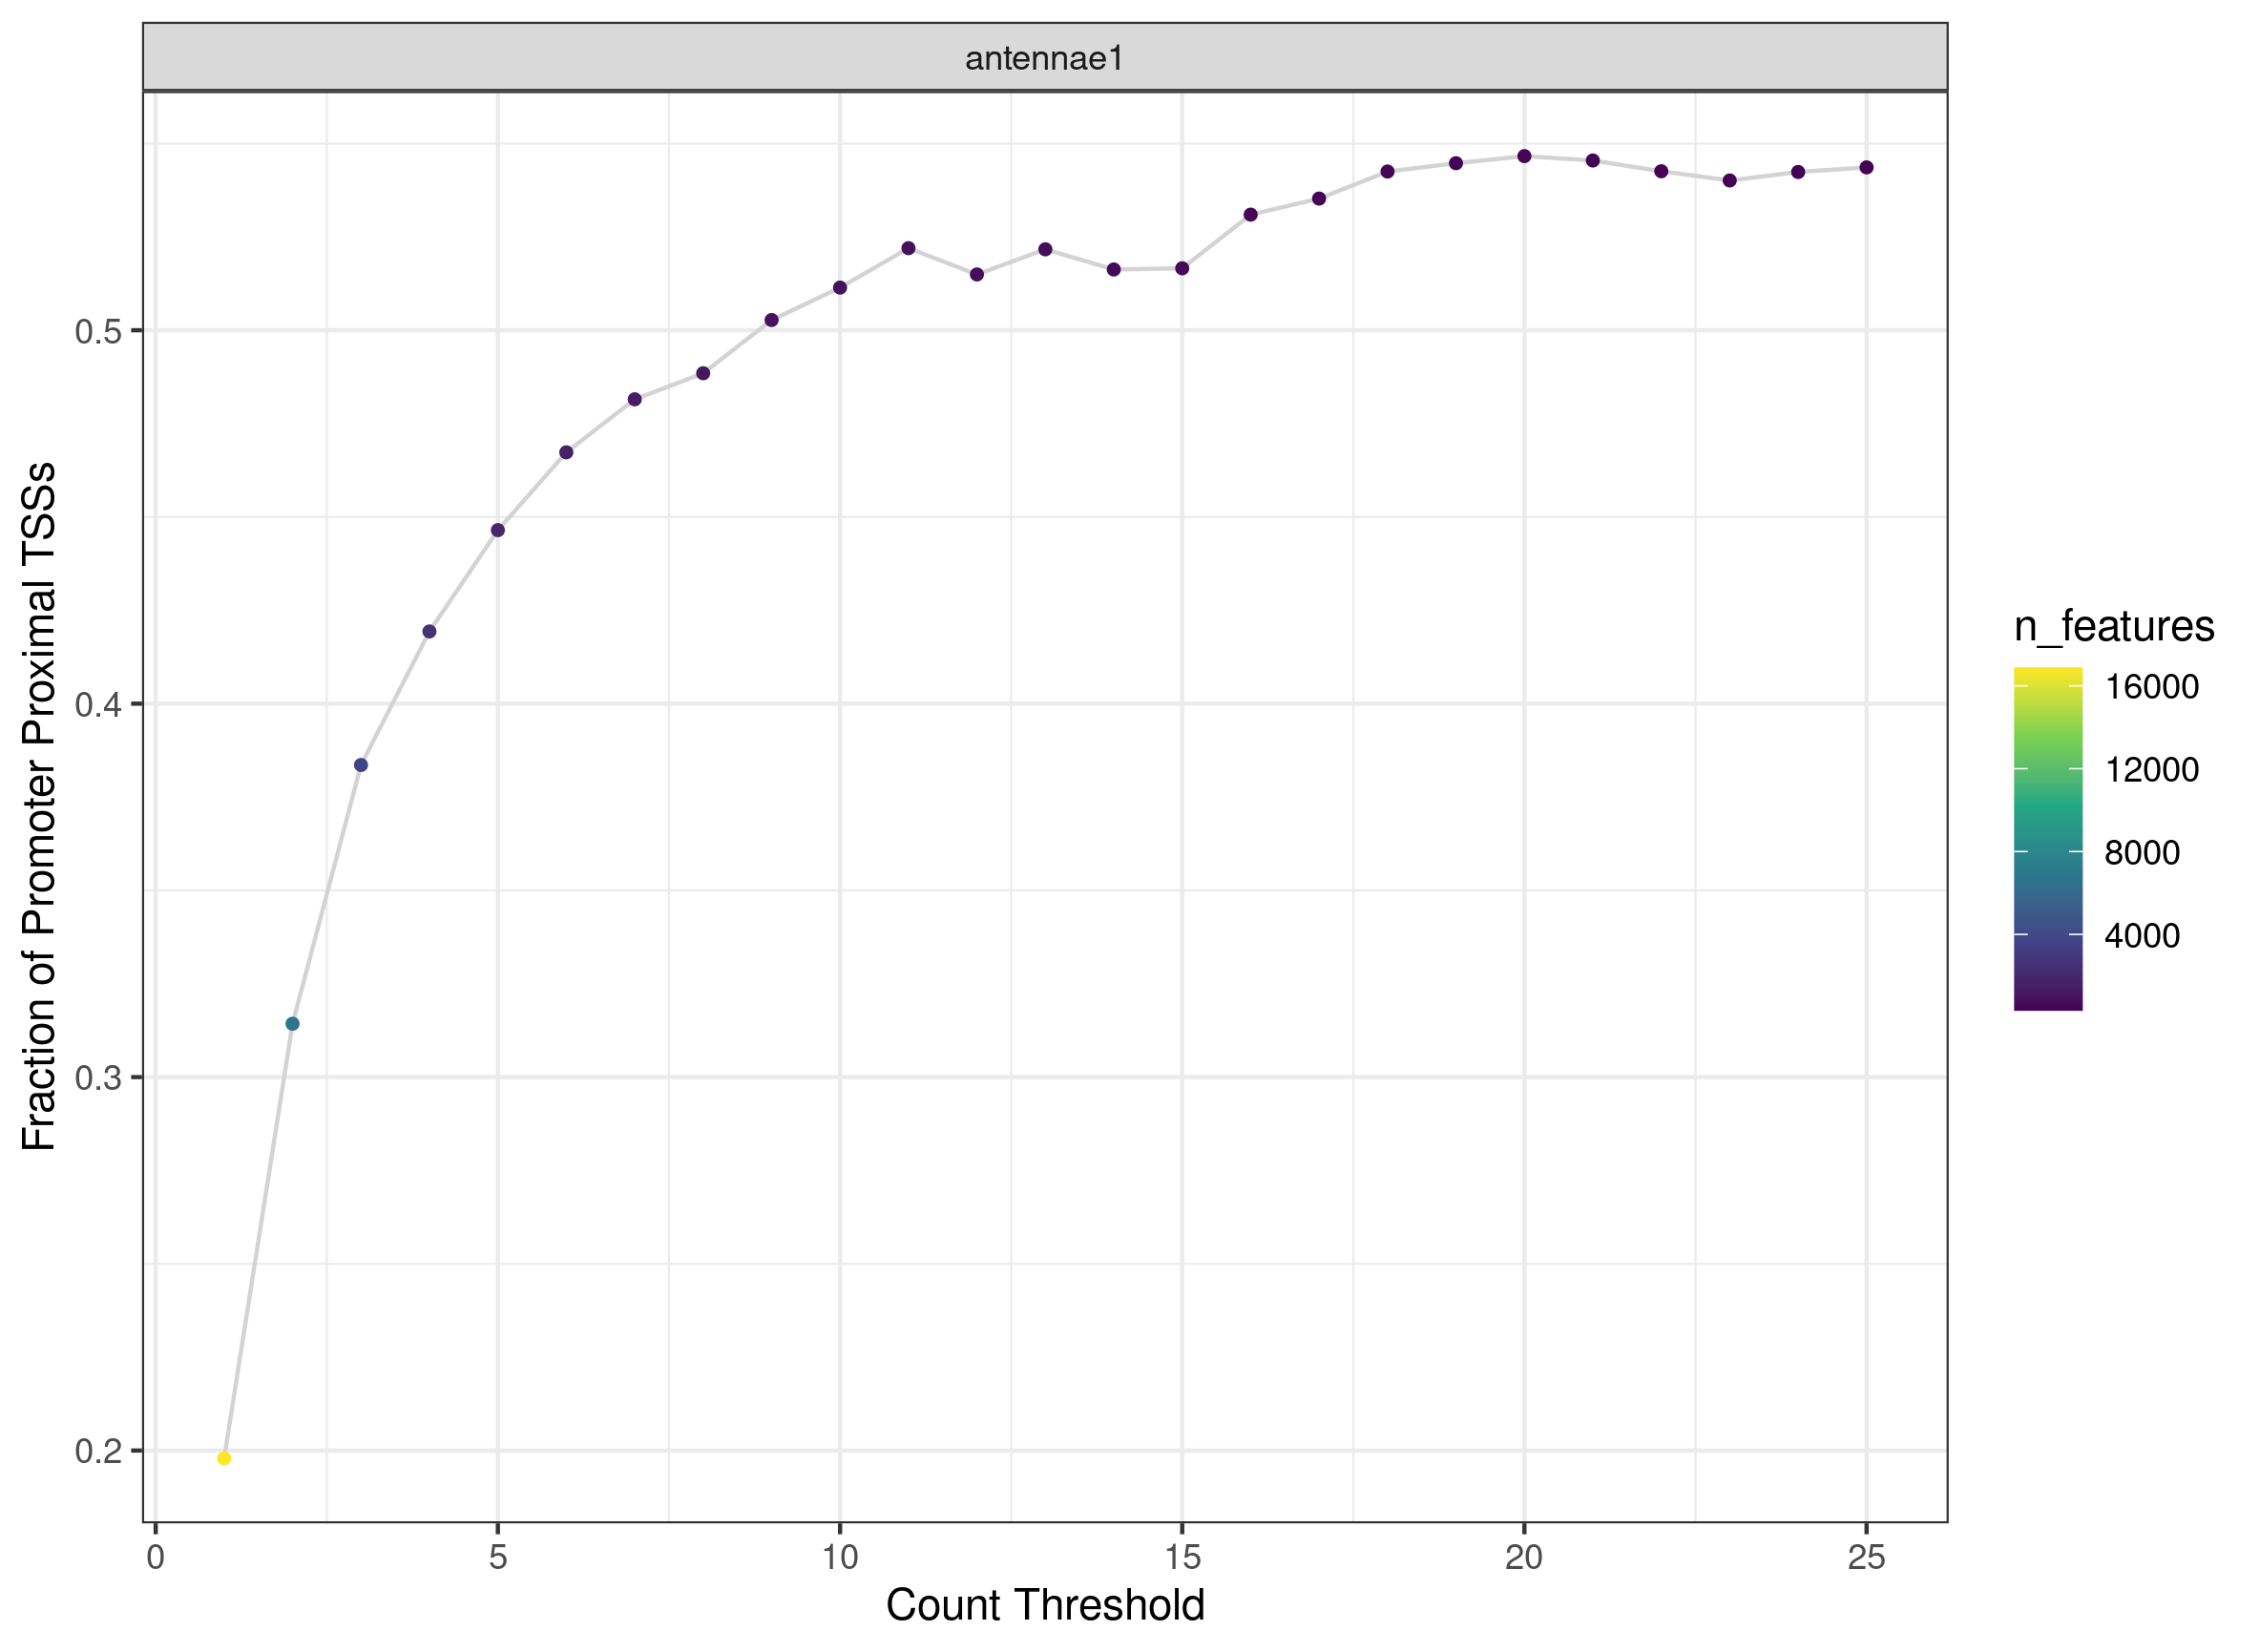 antennae1
Fraction of Promoter Proximal TSSs
0.5
0.4
0.3
0.2
0 5 10 15 20 25
Count Threshold
n_features
16000
12000
8000
4000